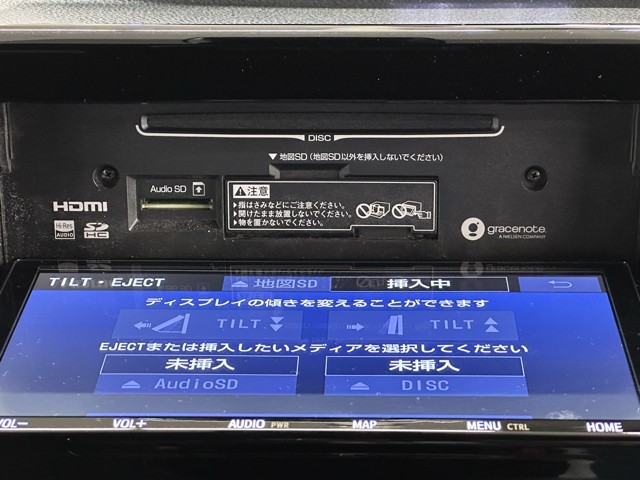 DISC
▼地図SD(地図SD以外を挿入しないでください)
Audio SD
⚠注意
▶指はさみなどにご注意ください。
▶開けたまま放置しないでください。
▶物を置かないでください。
HDMI
Hi-Res AUDIO
SD HC
gracenote.
A NIELSEN COMPANY
TILT・EJECT
地図SD 挿入中
ディスプレイの傾きを変えることができます
TILT TILT
EJECTまたは挿入したいメディアを選択してください
未挿入 未挿入
AudioSD DISC
VOL- VOL+ AUDIO PWR MAP MENU CTRL HOME